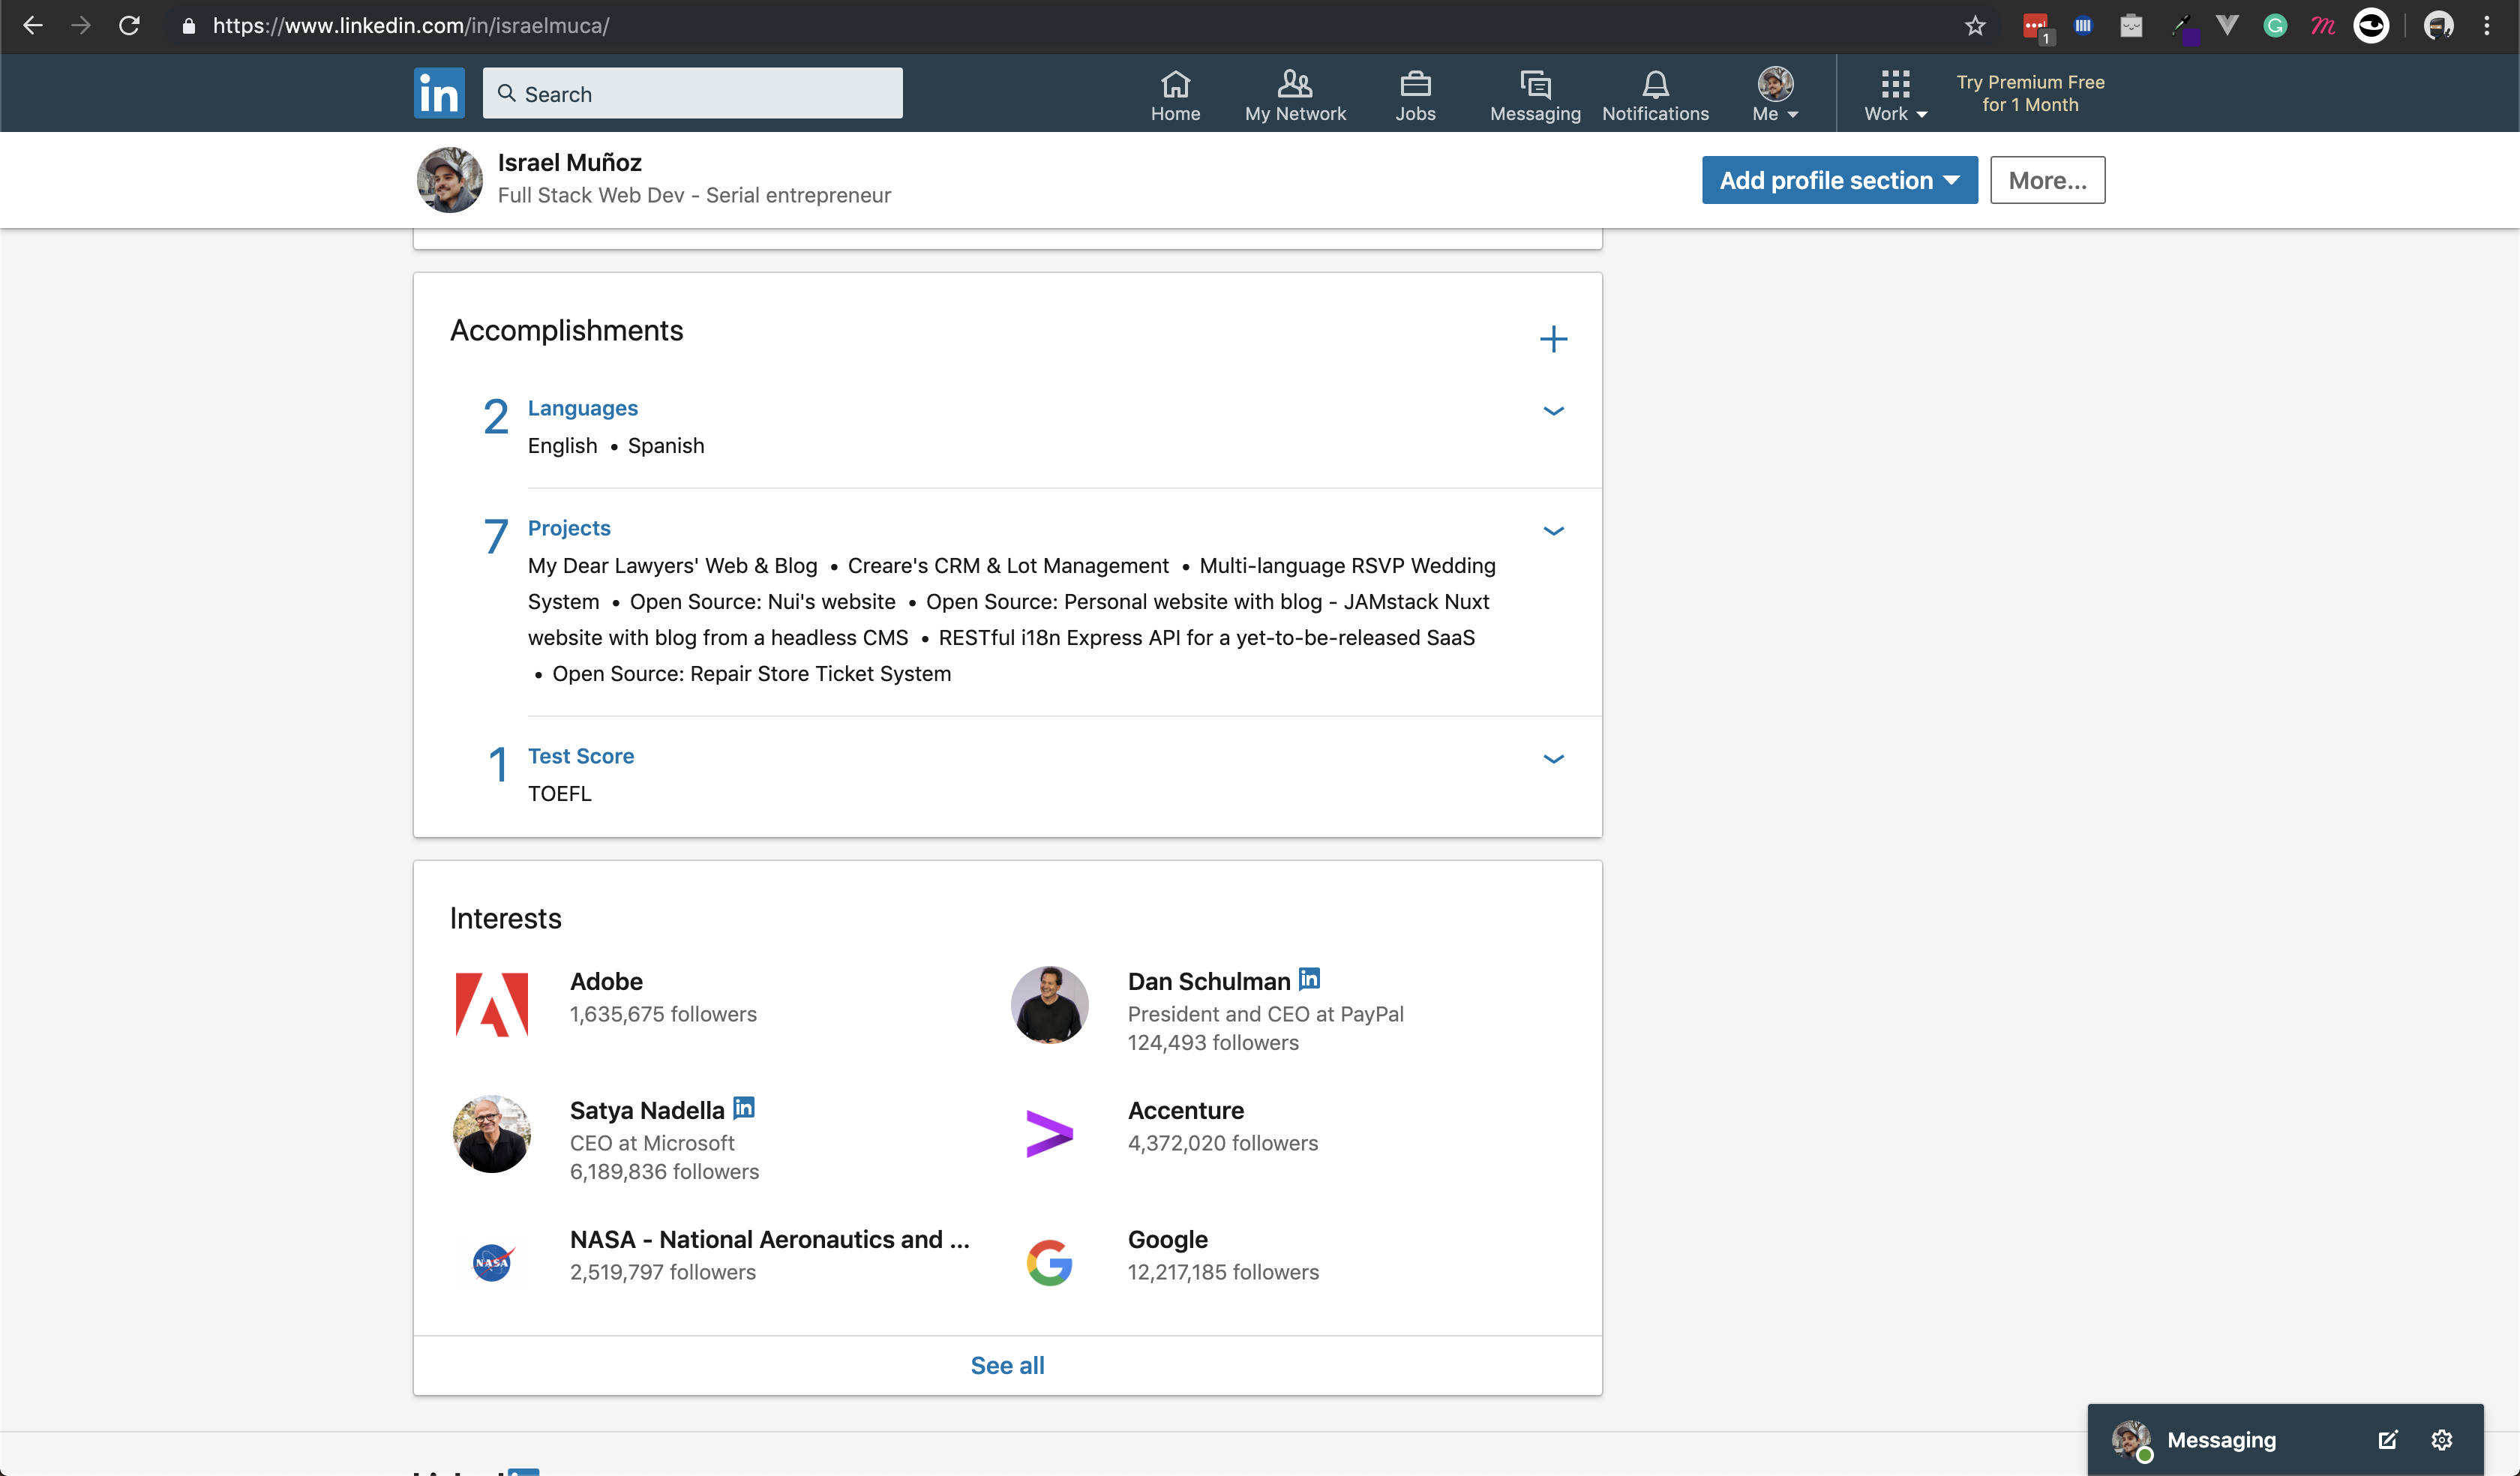 https://www.linkedin.com/in/israelmuca/
1
in
Search
Home
My Network
Jobs
Messaging
Notifications
Me
Work
Try Premium Free
for 1 Month
Israel Muñoz
Full Stack Web Dev - Serial entrepreneur
Add profile section
More...
Accomplishments
2 Languages
English • Spanish
7 Projects
My Dear Lawyers' Web & Blog • Creare's CRM & Lot Management • Multi-language RSVP Wedding
System • Open Source: Nui's website • Open Source: Personal website with blog - JAMstack Nuxt
website with blog from a headless CMS • RESTful i18n Express API for a yet-to-be-released SaaS
• Open Source: Repair Store Ticket System
1 Test Score
TOEFL
Interests
Adobe
1,635,675 followers
Dan Schulman in
President and CEO at PayPal
124,493 followers
Satya Nadella in
CEO at Microsoft
6,189,836 followers
Accenture
4,372,020 followers
NASA
NASA - National Aeronautics and ...
2,519,797 followers
Google
12,217,185 followers
See all
Messaging